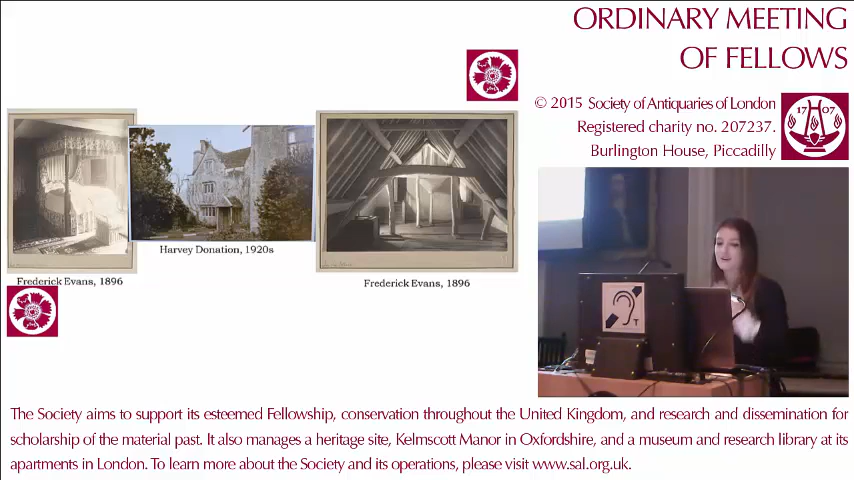 ORDINARY MEETING
OF FELLOWS
© 2015 Society of Antiquaries of London
Registered charity no. 207237.
Burlington House, Piccadilly
17 07
Harvey Donation, 1920s
Frederick Evans, 1896
Frederick Evans, 1896
T
The Society aims to support its esteemed Fellowship, conservation throughout the United Kingdom, and research and dissemination for
scholarship of the material past. It also manages a heritage site, Kelmscott Manor in Oxfordshire, and a museum and research library at its
apartments in London. To learn more about the Society and its operations, please visit www.sal.org.uk.